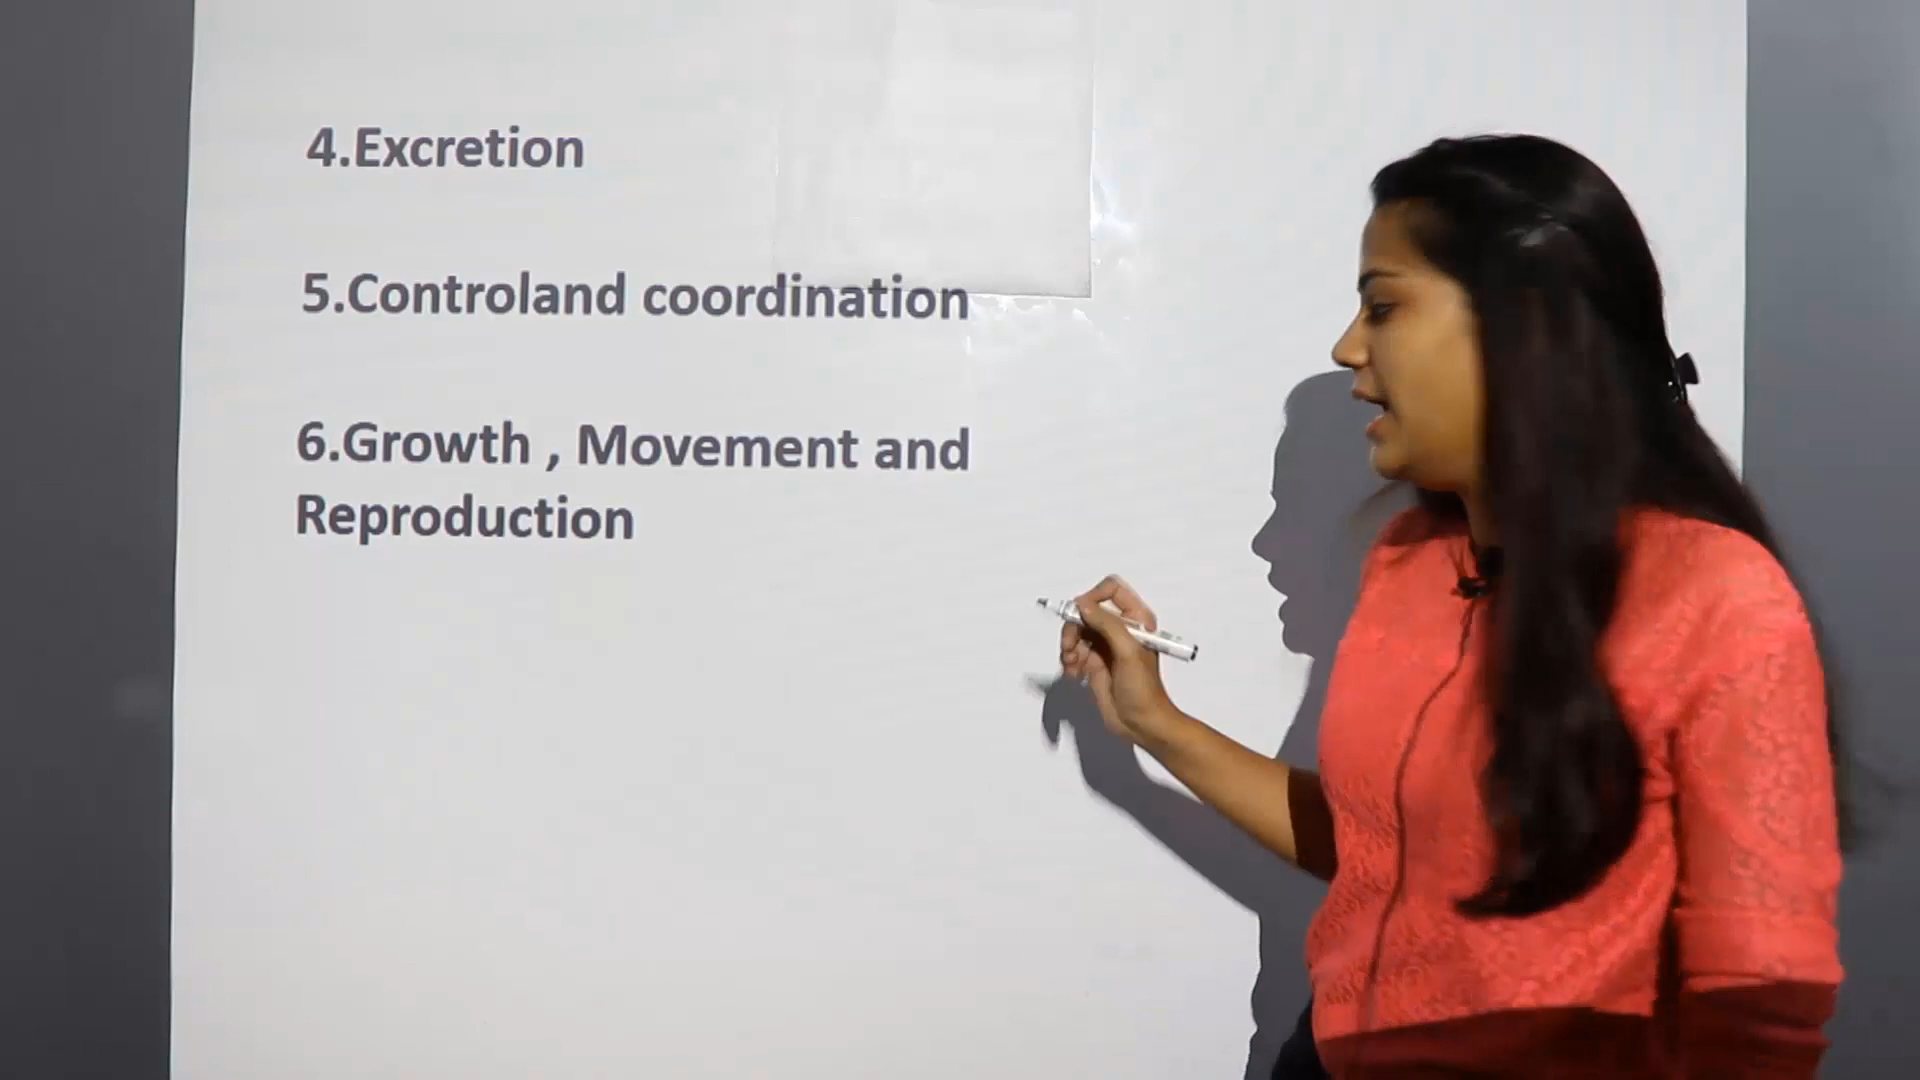 4.Excretion
5.Controland coordination
6.Growth , Movement and
Reproduction